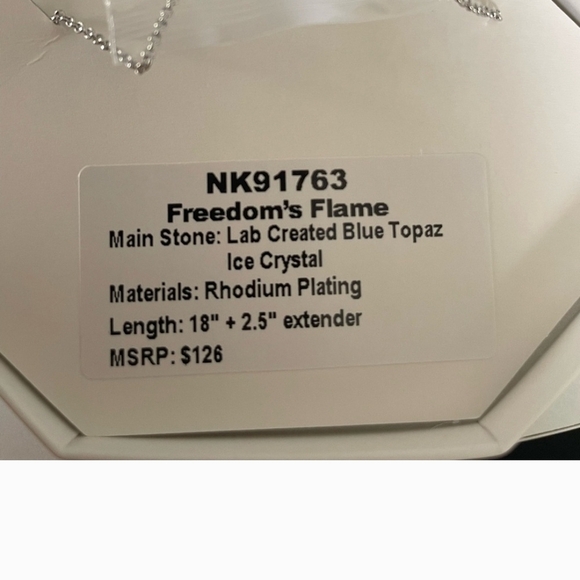 NK91763
Freedom's Flame
Main Stone: Lab Created Blue Topaz
Ice Crystal
Materials: Rhodium Plating
Length: 18" + 2.5" extender
MSRP: $126